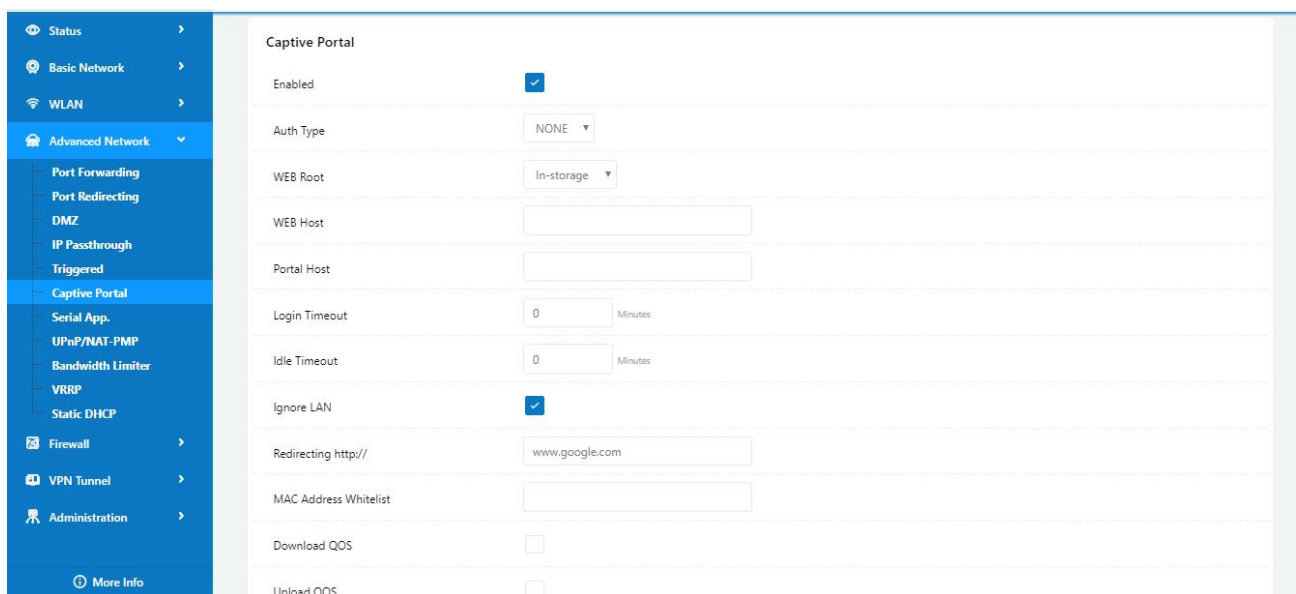 Status
Basic Network
WLAN
Advanced Network
Port Forwarding
Port Redirecting
DMZ
IP Passthrough
Triggered
Captive Portal
Serial App.
UPnP/NAT-PMP
Bandwidth Limiter
VRRP
Static DHCP
Firewall
VPN Tunnel
Administration
More Info
Captive Portal
Enabled
Auth Type NONE
WEB Root In-storage
WEB Host
Portal Host
Login Timeout 0 Minutes
Idle Timeout 0 Minutes
Ignore LAN
Redirecting http:// www.google.com
MAC Address Whitelist
Download QOS
Upload QOS